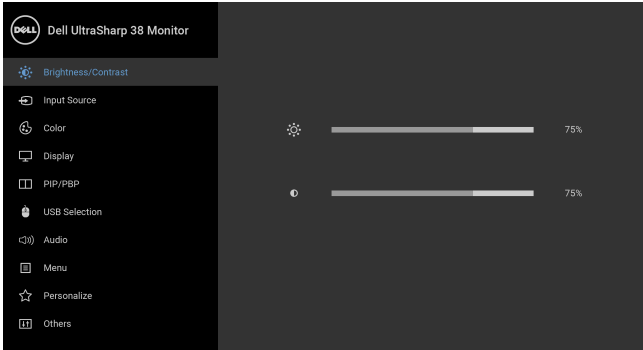 DELL
Dell UltraSharp 38 Monitor
Brightness/Contrast
Input Source
Color
Display
PIP/PBP
USB Selection
Audio
Menu
Personalize
Others
75%
75%